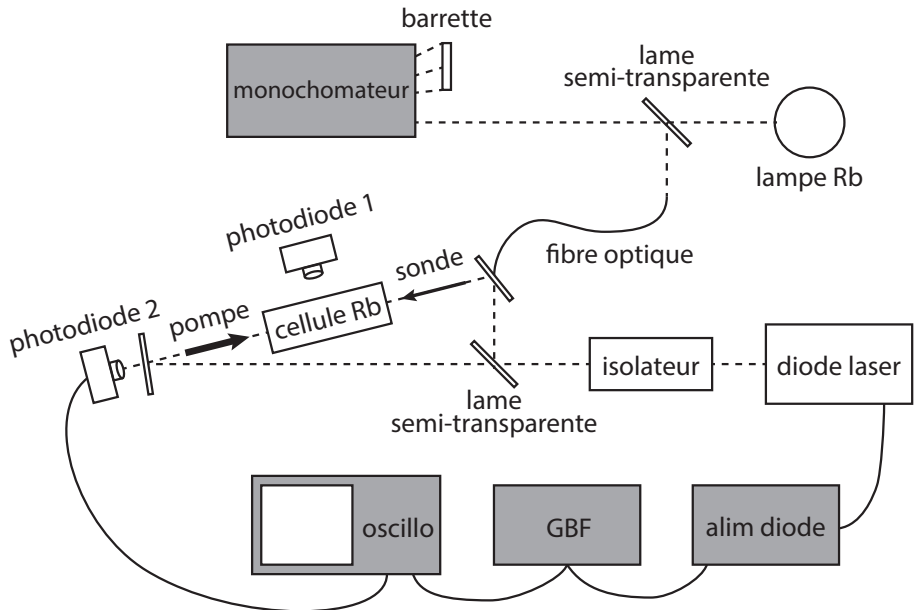 barrette
lame
semi-transparente
monochomateur
lampe Rb
photodiode 1
fibre optique
sonde
cellule Rb
pompe
photodiode 2
isolateur
diode laser
lame
semi-transparente
oscillo
GBF
alim diode